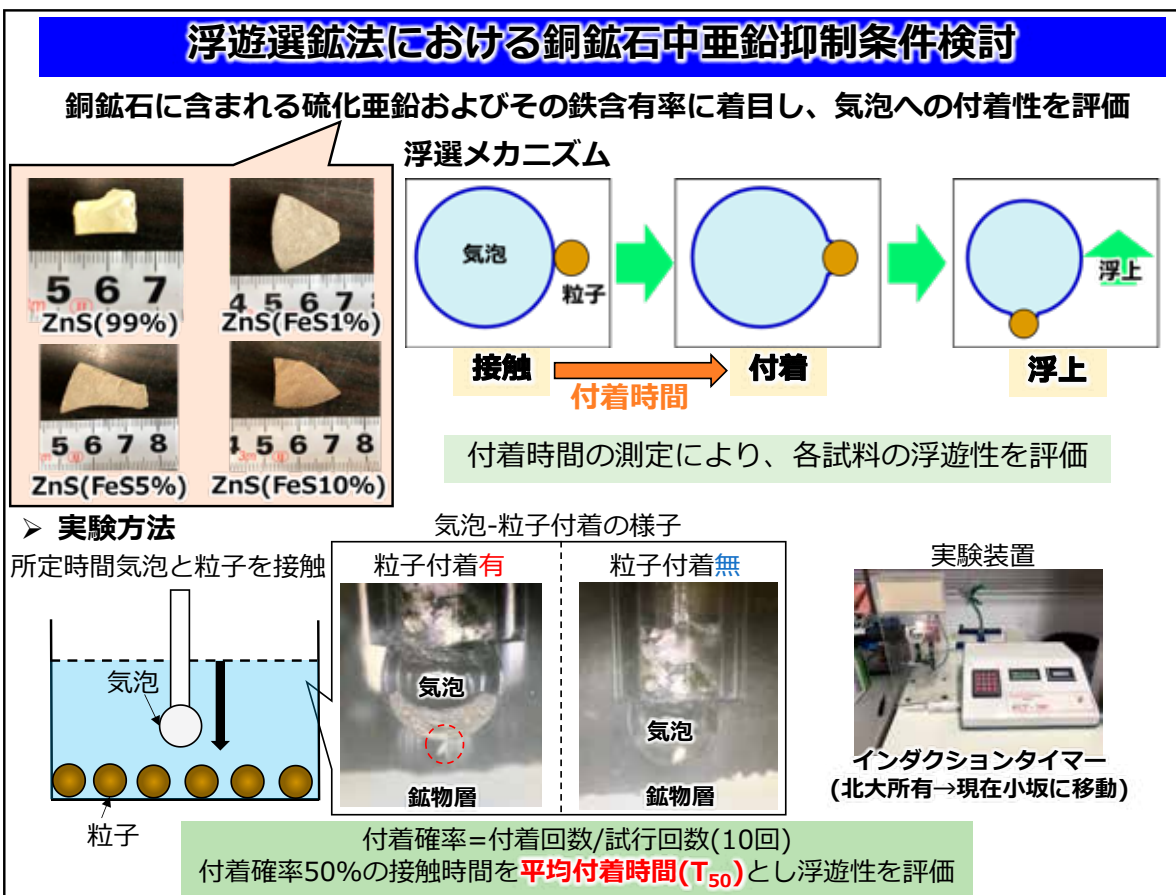 浮遊選鉱法における銅鉱石中亜鉛抑制条件検討
銅鉱石に含まれる硫化亜鉛およびその鉄含有率に着目し、気泡への付着性を評価
5 6 7
ZnS(99%)
4 5 6 7
ZnS(FeS1%)
5 6 7 8
ZnS(FeS5%)
4 5 6 7 8
ZnS(FeS10%)
浮選メカニズム
気泡
粒子
浮上
接触
付着
浮上
付着時間
付着時間の測定により、各試料の浮遊性を評価
➢ 実験方法
所定時間気泡と粒子を接触
気泡
粒子
気泡-粒子付着の様子
粒子付着有
粒子付着無
気泡
気泡
鉱物層
鉱物層
実験装置
インダクションタイマー
(北大所有→現在小坂に移動)
付着確率=付着回数/試行回数(10回)
付着確率50%の接触時間を平均付着時間(T₅₀)とし浮遊性を評価